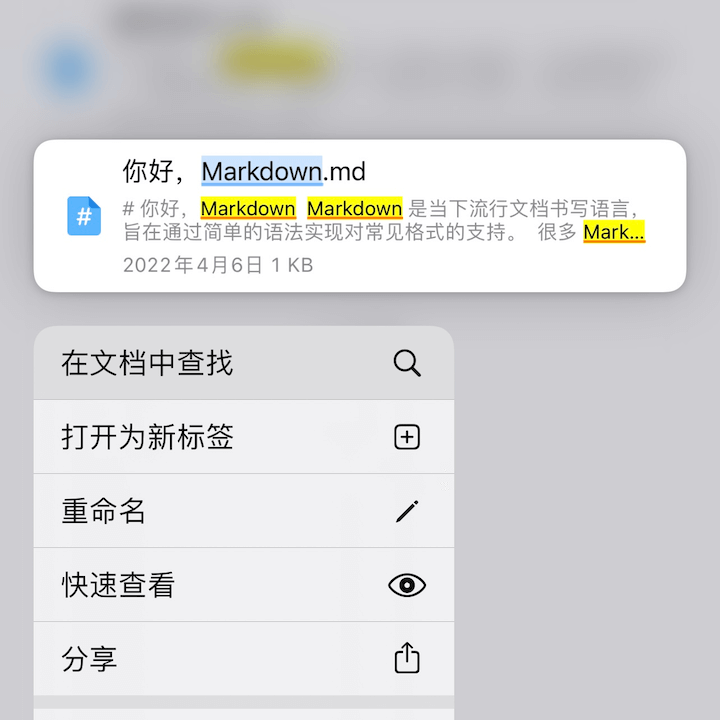 你好，Markdown.md
# 你好，Markdown Markdown 是当下流行文档书写语言，
旨在通过简单的语法实现对常见格式的支持。 很多 Mark...
2022年4月6日 1 KB
在文档中查找
打开为新标签
重命名
快速查看
分享